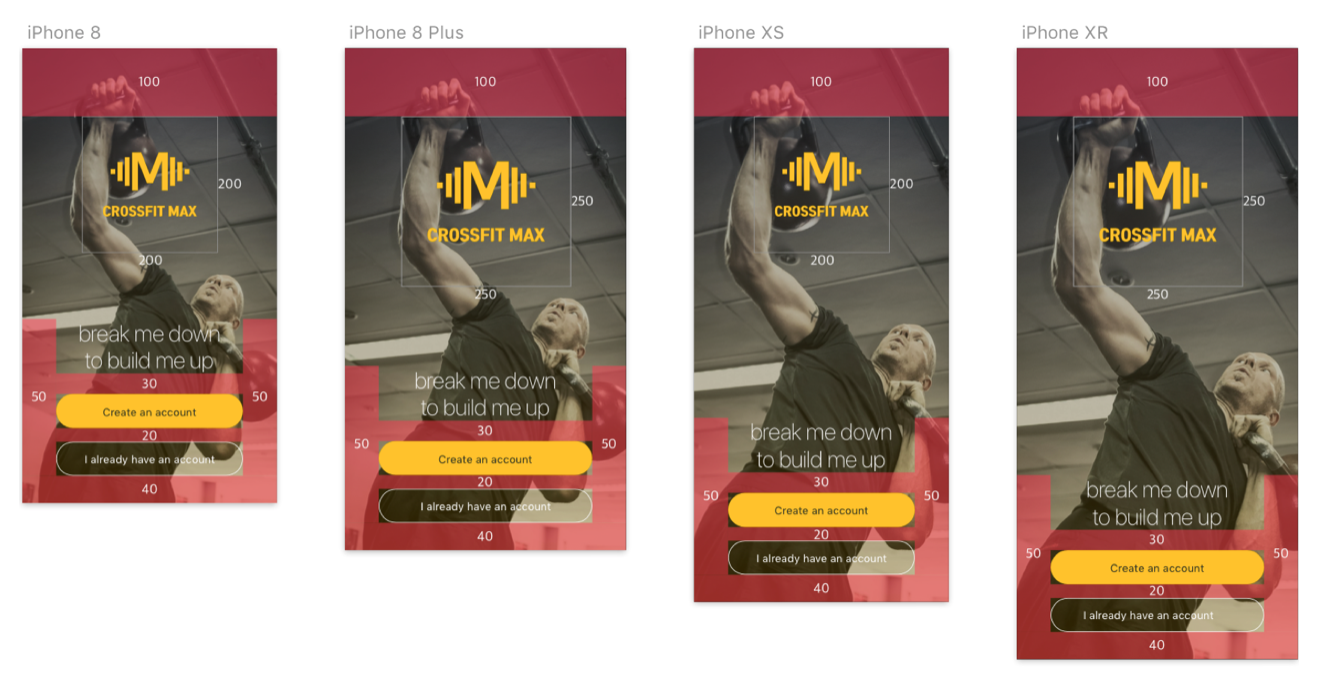 iPhone 8
100
M
CROSSFIT MAX
200
200
break me down
to build me up
30
50
50
Create an account
20
I already have an account
40
iPhone 8 Plus
100
M
CROSSFIT MAX
250
250
break me down
to build me up
30
50
50
Create an account
20
I already have an account
40
iPhone XS
100
M
CROSSFIT MAX
200
200
break me down
to build me up
30
50
50
Create an account
20
I already have an account
40
iPhone XR
100
M
CROSSFIT MAX
250
250
break me down
to build me up
30
50
50
Create an account
20
I already have an account
40